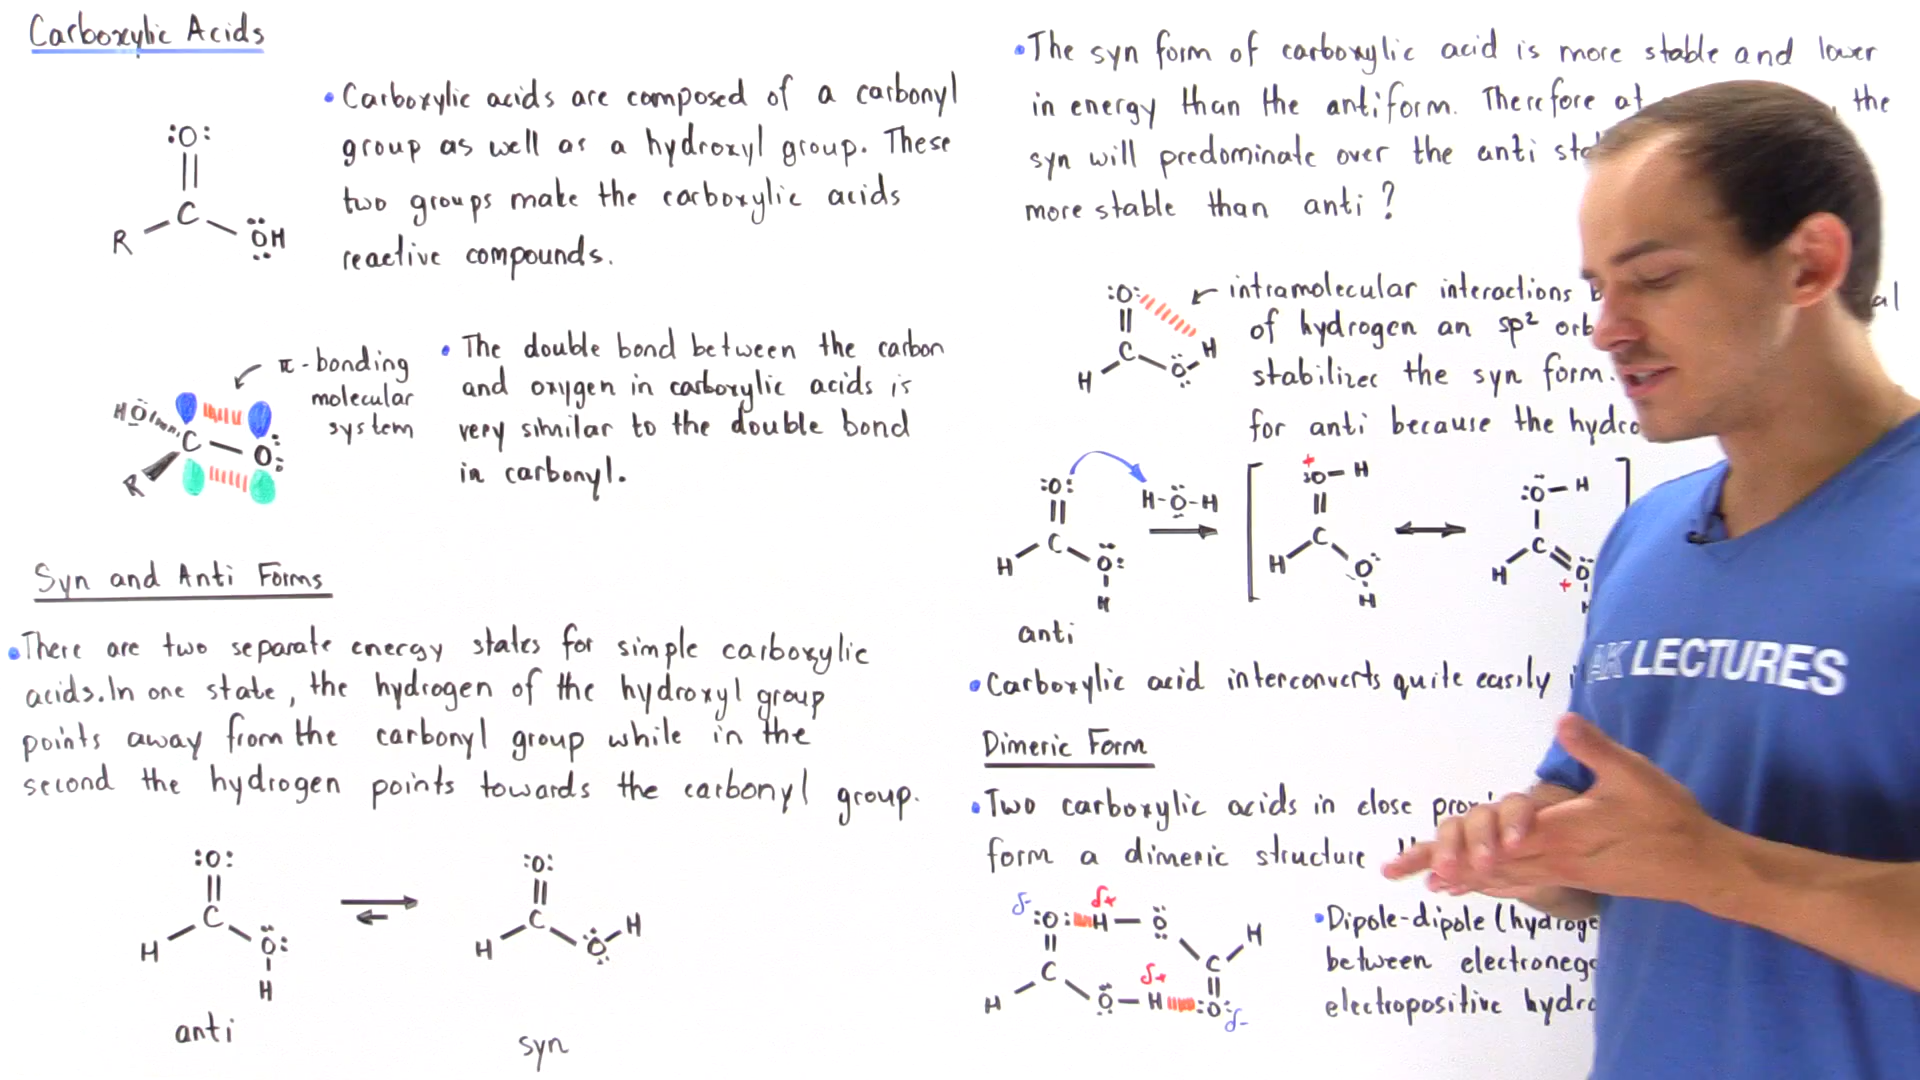 Carboxylic Acids
• Carboxylic acids are composed of a carbonyl
group as well as a hydroxyl group. These
two groups make the carboxylic acids
reactive compounds.
:O:
C
R
ÖH
π-bonding
molecular
system
HÖ
C
O
R
• The double bond between the carbon
and oxygen in carboxylic acids is
very similar to the double bond
in carbonyl.
Syn and Anti Forms
• There are two separate energy states for simple carboxylic
acids. In one state, the hydrogen of the hydroxyl group
points away from the carbonyl group while in the
second the hydrogen points towards the carbonyl group.
:O:
C
H
Ö:
H
anti
:O:
C
H
Ö
H
syn
• The syn form of carboxylic acid is more stable and lower
in energy than the antiform. Therefore at the
syn will predominate over the anti
more stable than anti?
:O:
C
H
Ö
H
intramolecular interactions
of hydrogen an sp²
stabilizes the syn form.
for anti because the
:O:
C
H
Ö:
H
anti
H-Ö-H
+
:O-H
C
H
O:
H
:Ö-H
C
H
Ö
+
H
• Carboxylic acid interconverts quite easily
Dimeric Form
• Two carboxylic acids in close
form a dimeric structure
δ-
:O:
δ+
H-Ö
C
H
C
H
Ö-H
δ+
:O:
δ-
• Dipole-dipole
between
electropositive
AK LECTURES